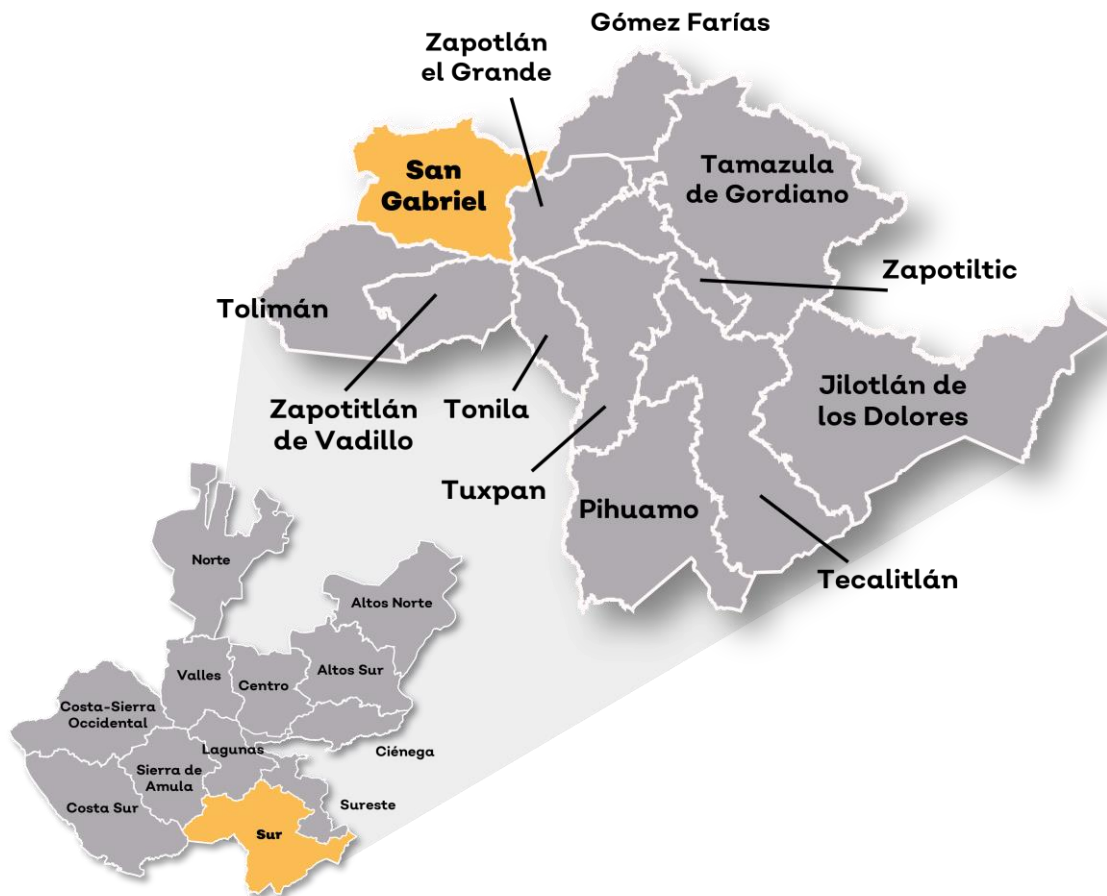 Gómez Farías
Zapotlán
el Grande
San
Gabriel
Tamazula
de Gordiano
Zapotiltic
Tolimán
Zapotitlán
de Vadillo
Tonila
Jilotlán de
los Dolores
Tuxpan
Pihuamo
Tecalitlán
Norte
Altos Norte
Valles
Centro
Altos Sur
Costa-Sierra
Occidental
Lagunas
Ciénega
Sierra de
Amula
Costa Sur
Sureste
Sur